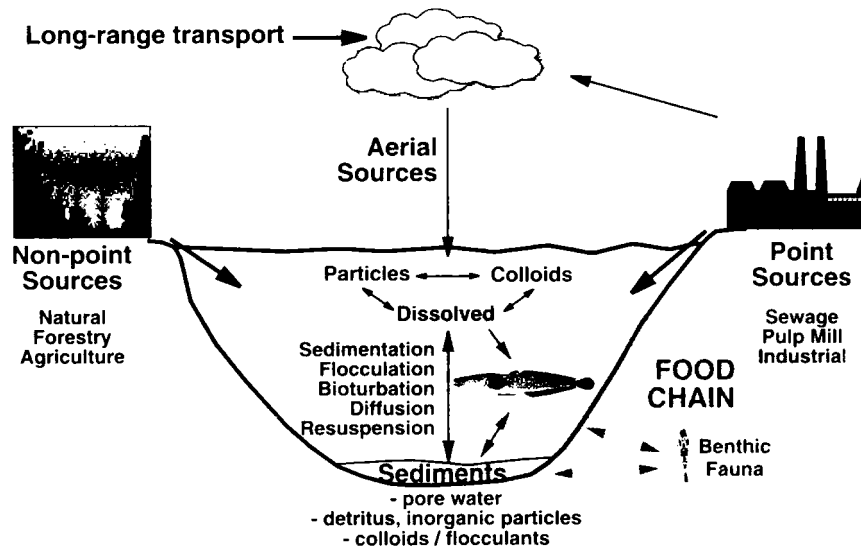 Long-range transport
Aerial
Sources
Non-point
Sources
Natural
Forestry
Agriculture
Point
Sources
Sewage
Pulp Mill
Industrial
Particles
Colloids
Dissolved
Sedimentation
Flocculation
Bioturbation
Diffusion
Resuspension
FOOD
CHAIN
Benthic
Fauna
Sediments
- pore water
- detritus, inorganic particles
- colloids / flocculants